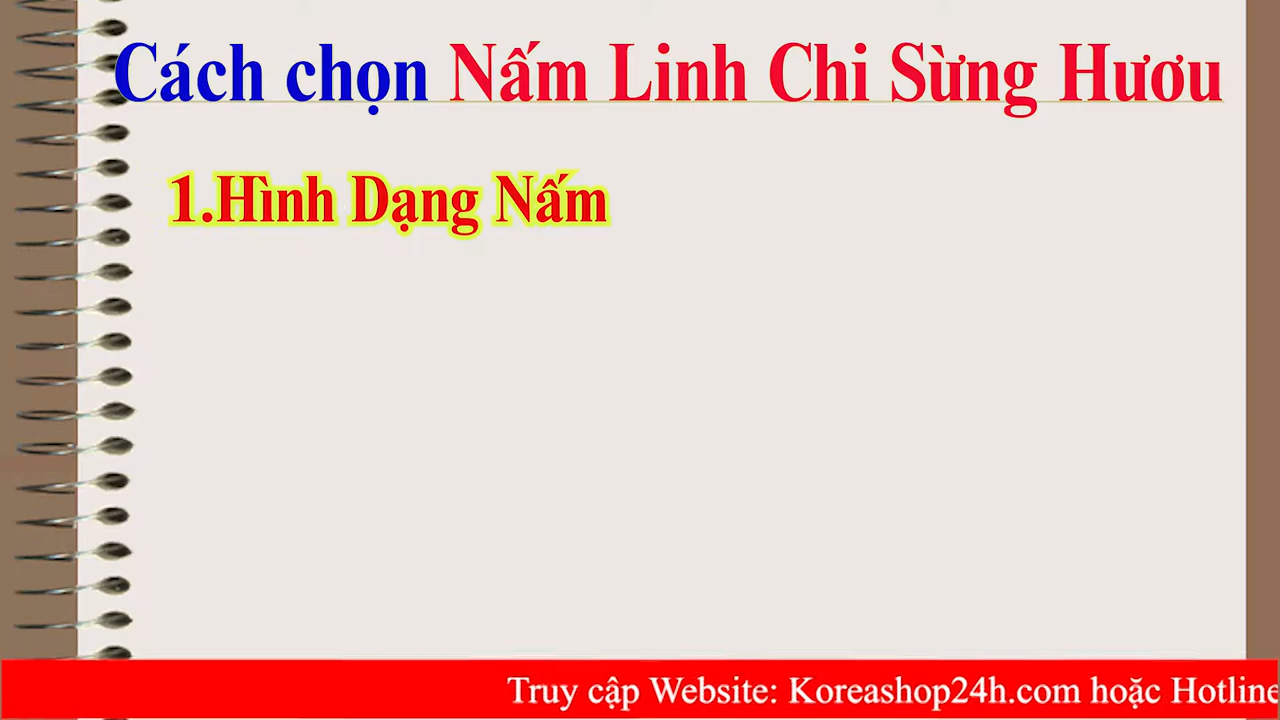 Cách chọn Nấm Linh Chi Sừng Hươu
1.Hình Dạng Nấm
Truy cập Website: Koreashop24h.com hoặc Hotline